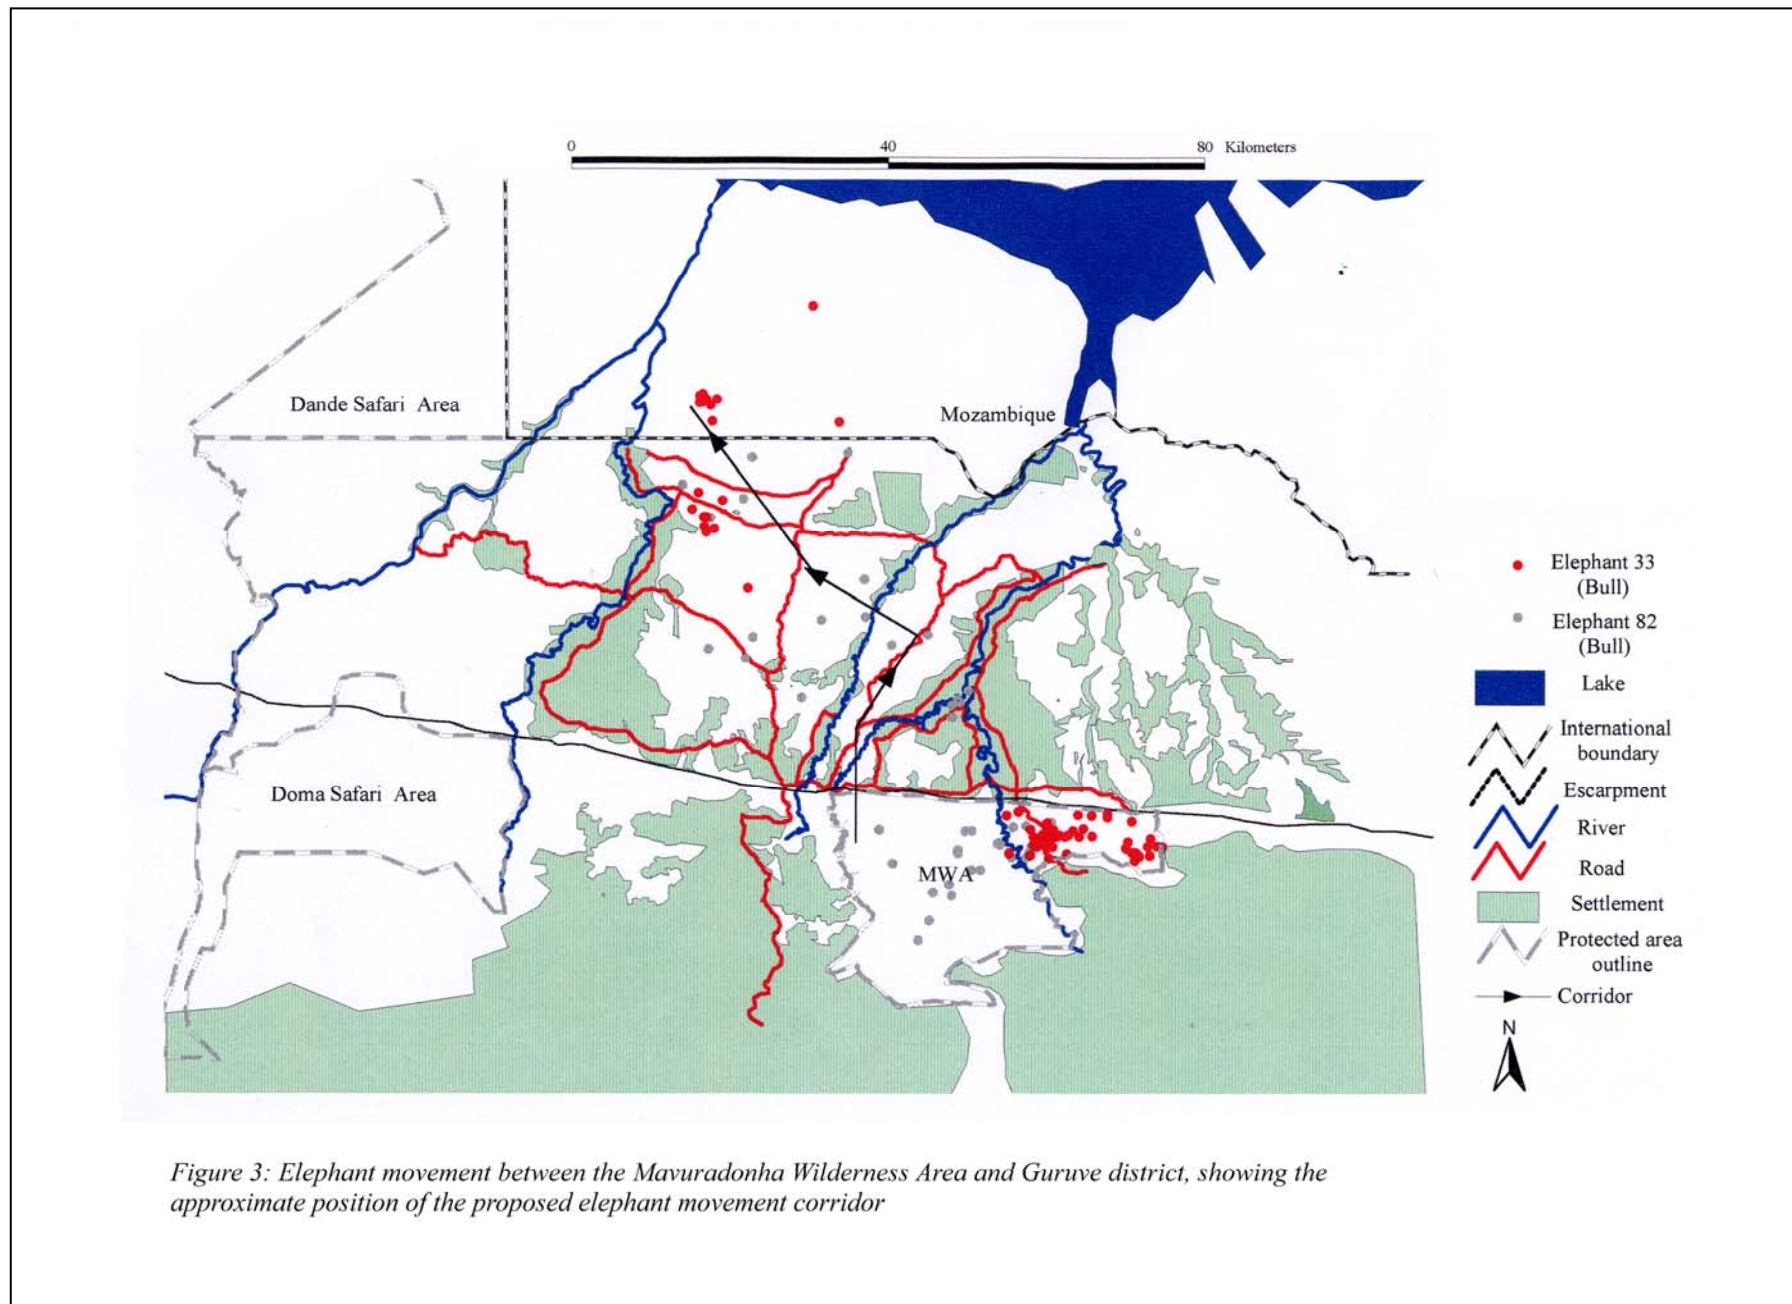 0 40 80 Kilometers
Dande Safari Area
Mozambique
Doma Safari Area
MWA
Elephant 33
(Bull)
Elephant 82
(Bull)
Lake
International
boundary
Escarpment
River
Road
Settlement
Protected area
outline
Corridor
N
Figure 3: Elephant movement between the Mavuradonha Wilderness Area and Guruve district, showing the
approximate position of the proposed elephant movement corridor